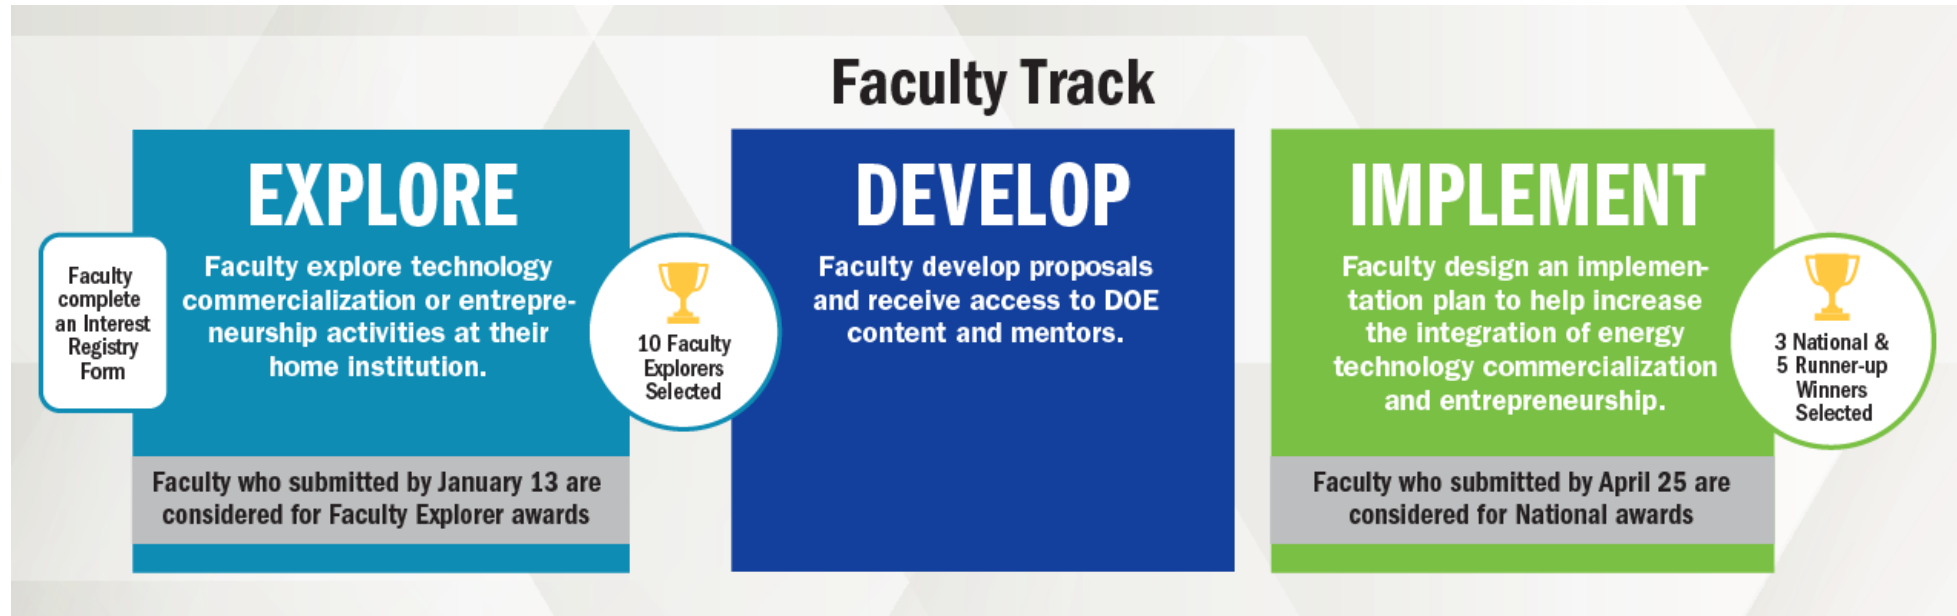 Faculty Track
Faculty
complete
an Interest
Registry
Form
EXPLORE
Faculty explore technology
commercialization or entrepre-
neurship activities at their
home institution.
Faculty who submitted by January 13 are
considered for Faculty Explorer awards
10 Faculty
Explorers
Selected
DEVELOP
Faculty develop proposals
and receive access to DOE
content and mentors.
IMPLEMENT
Faculty design an implemen-
tation plan to help increase
the integration of energy
technology commercialization
and entrepreneurship.
Faculty who submitted by April 25 are
considered for National awards
3 National &
5 Runner-up
Winners
Selected